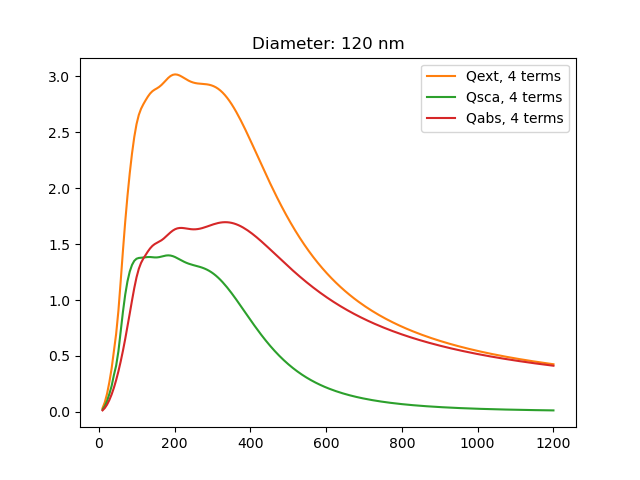 Diameter: 120 nm
3.0
2.5
2.0
1.5
1.0
0.5
0.0
Qext, 4 terms
Qsca, 4 terms
Qabs, 4 terms
0 200 400 600 800 1000 1200